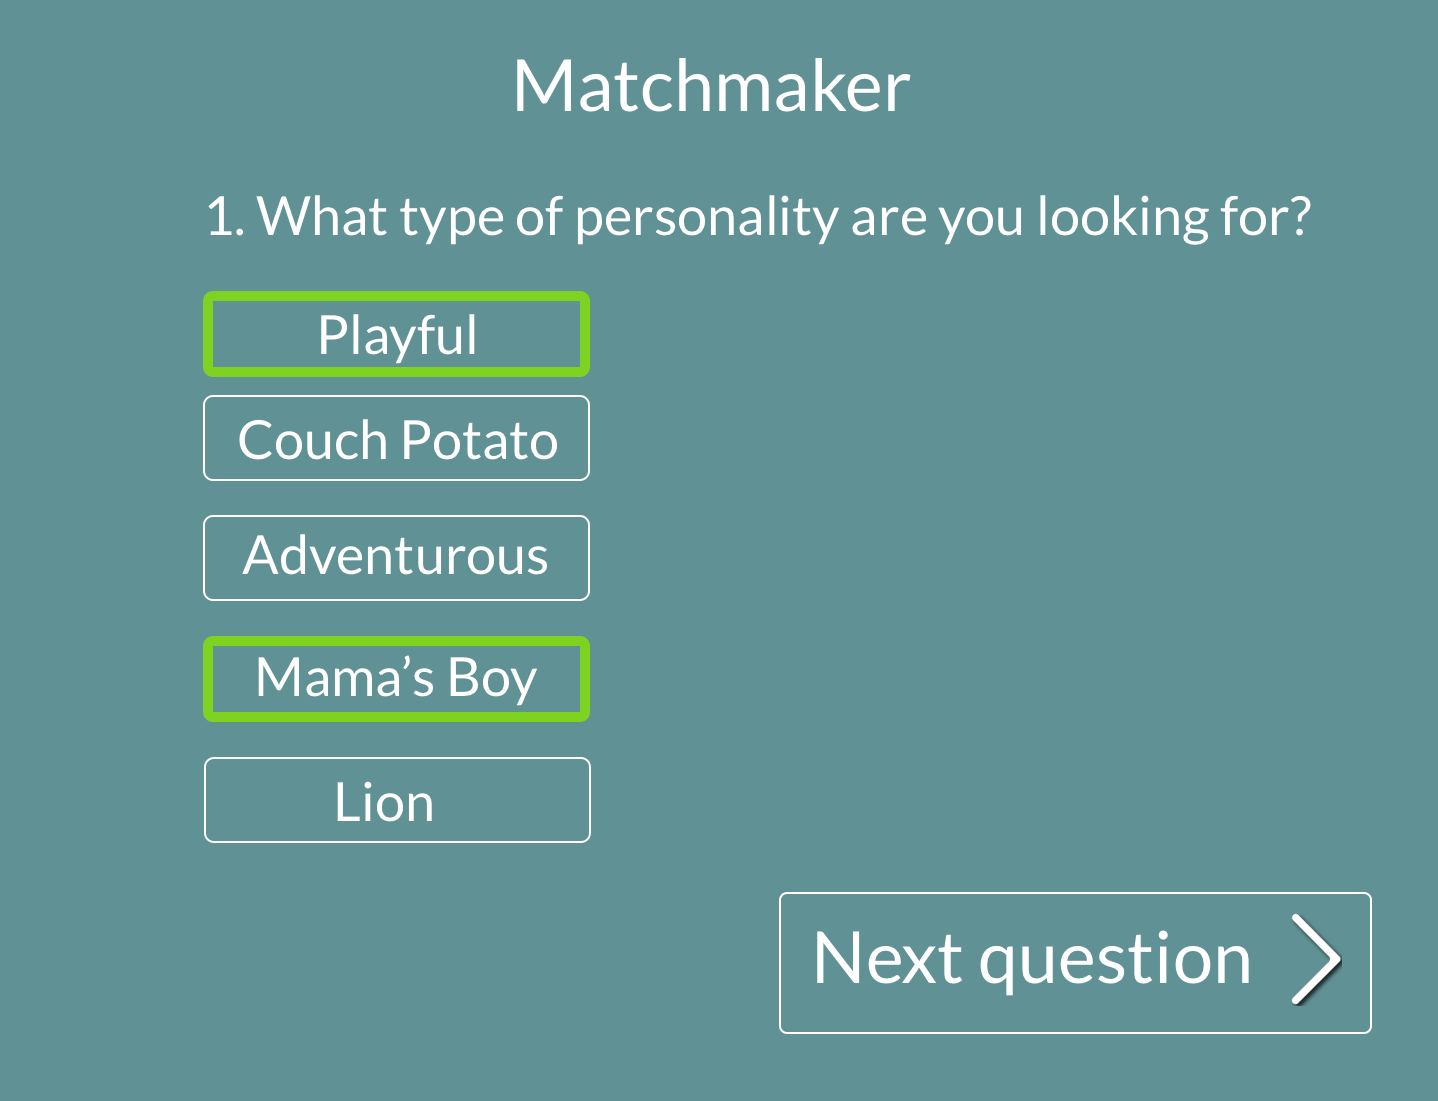 Matchmaker
1. What type of personality are you looking for?
Playful
Couch Potato
Adventurous
Mama’s Boy
Lion
Next question